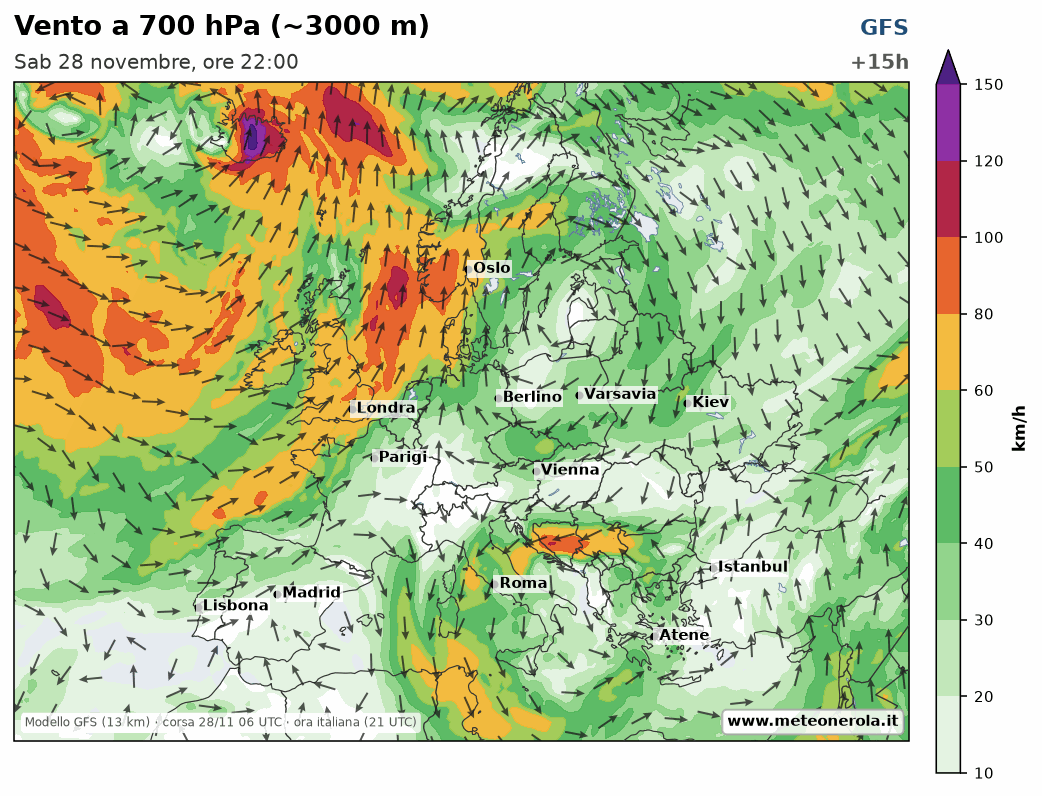 Vento a 700 hPa (~3000 m)
GFS
Sab 28 novembre, ore 22:00
+15h
150
120
100
80
60
50
40
30
20
10
km/h
Oslo
Berlino
Varsavia
Kiev
Londra
Parigi
Vienna
Istanbul
Roma
Madrid
Lisbona
Atene
Modello GFS (13 km) · corsa 28/11 06 UTC · ora italiana (21 UTC)
www.meteonerola.it